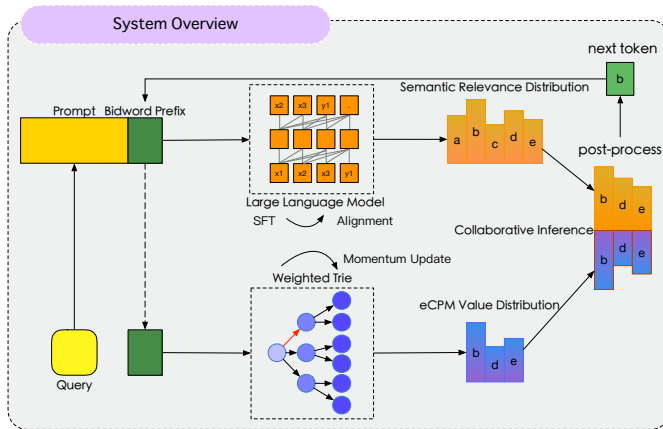 System Overview
next token
b
Semantic Relevance Distribution
Prompt Bidword Prefix
x2 x3 y1 .
a b c d e
post-process
x1 x2 x3 y1
b d e
Large Language Model
SFT Alignment
Collaborative Inference
b d e
Momentum Update
Weighted Trie
eCPM Value Distribution
b d e
Query